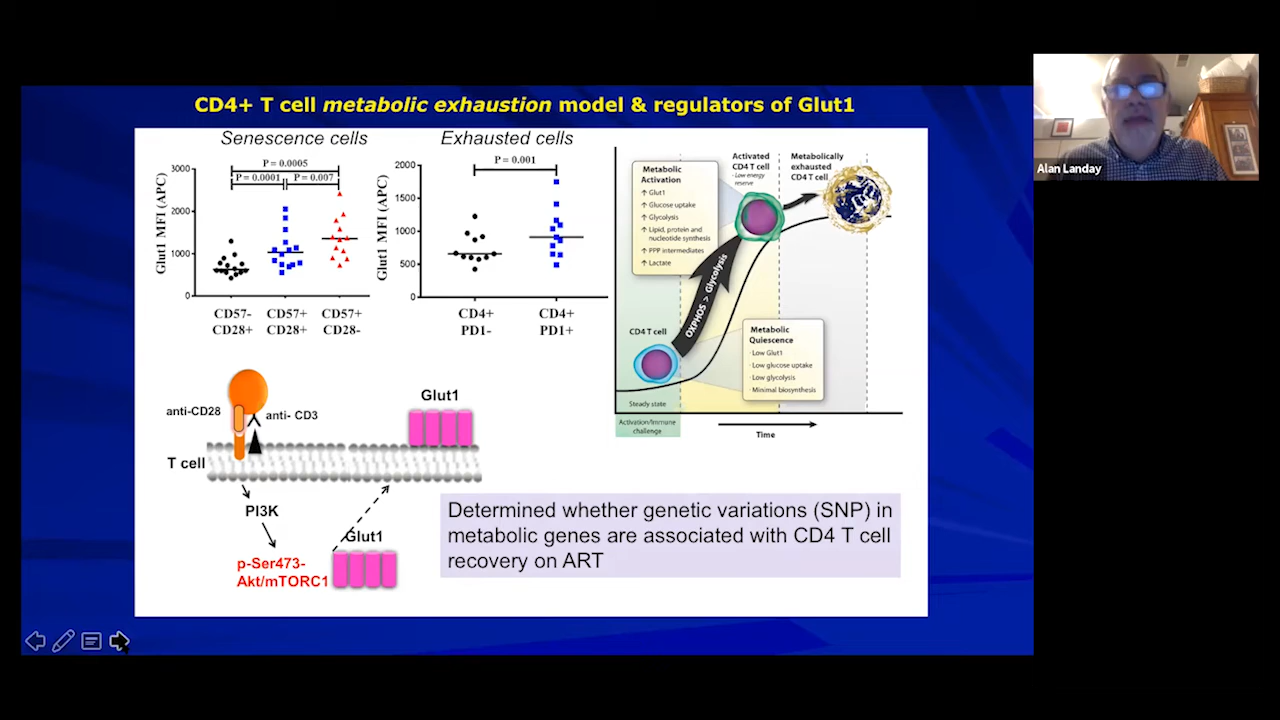 CD4+ T cell metabolic exhaustion model & regulators of Glut1
Senescence cells
P = 0.0005
P = 0.0001
P = 0.007
Glut1 MFI (APC)
3000
2000
1000
0
CD57-
CD28+
CD57+
CD28+
CD57+
CD28-
Exhausted cells
P = 0.001
Glut1 MFI (APC)
2000
1500
1000
500
0
CD4+
PD1-
CD4+
PD1+
Metabolic
Activation
↑ Glut1
↑ Glucose uptake
↑ Glycolysis
↑ Lipid, protein and
nucleotide synthesis
↑ PPP intermediates
↑ Lactate
Activated
CD4 T cell
- Low energy
reserve
Metabolically
exhausted
CD4 T cell
OXPHOS > Glycolysis
CD4 T cell
Metabolic
Quiescence
· Low Glut1
· Low glucose uptake
· Low glycolysis
· Minimal biosynthesis
Steady state
Activation/Immune
challenge
Time
anti-CD28
anti- CD3
Glut1
T cell
PI3K
Glut1
p-Ser473-
Akt/mTORC1
Determined whether genetic variations (SNP) in
metabolic genes are associated with CD4 T cell
recovery on ART
Alan Landay